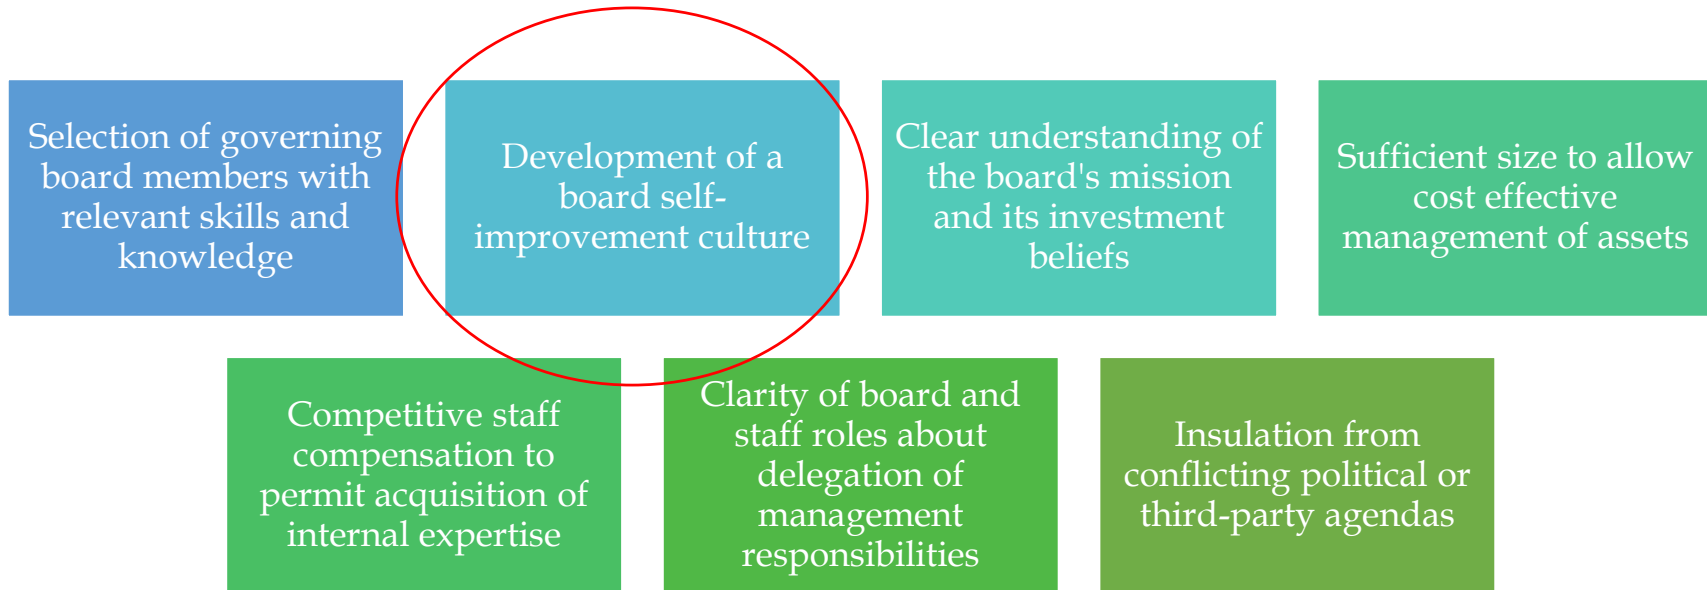 Selection of governing
board members with
relevant skills and
knowledge
Development of a
board self-
improvement culture
Clear understanding of
the board's mission
and its investment
beliefs
Sufficient size to allow
cost effective
management of assets
Competitive staff
compensation to
permit acquisition of
internal expertise
Clarity of board and
staff roles about
delegation of
management
responsibilities
Insulation from
conflicting political or
third-party agendas